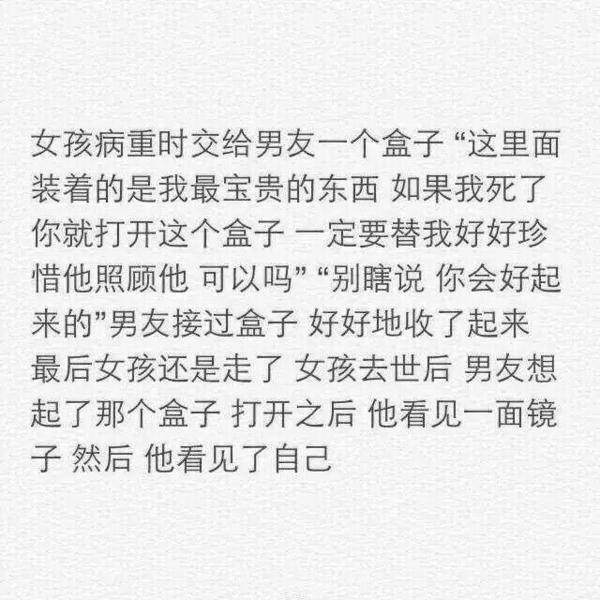 女孩病重时交给男友一个盒子 “这里面
装着的是我最宝贵的东西 如果我死了
你就打开这个盒子 一定要替我好好珍
惜他照顾他 可以吗” “别瞎说 你会好起
来的”男友接过盒子 好好地收了起来
最后女孩还是走了 女孩去世后 男友想
起了那个盒子 打开之后 他看见一面镜
子 然后 他看见了自己